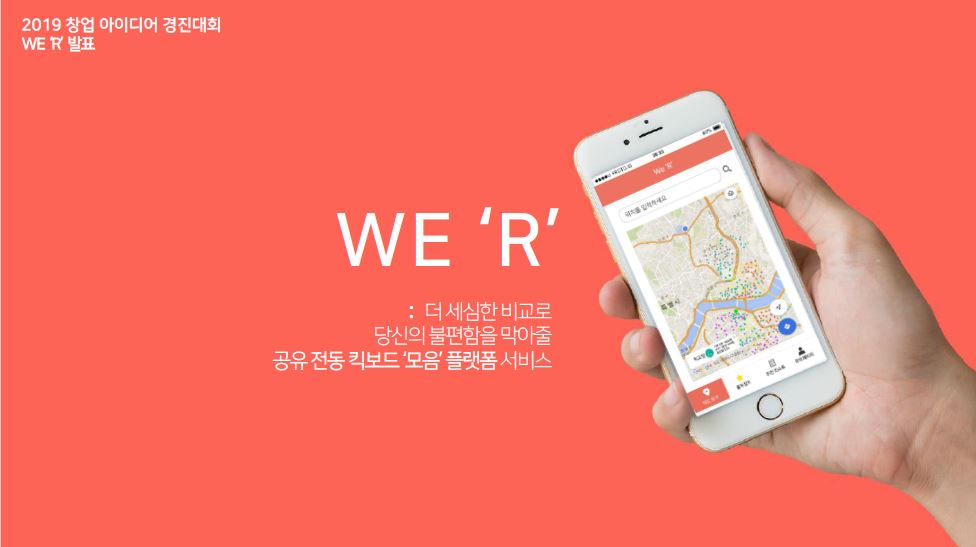 2019 창업 아이디어 경진대회
WE 'R' 발표
WE ‘R’
: 더 세심한 비교로
당신의 불편함을 막아줄
공유 전동 킥보드 ‘모음’ 플랫폼 서비스
We 'R'
위치를 입력하세요